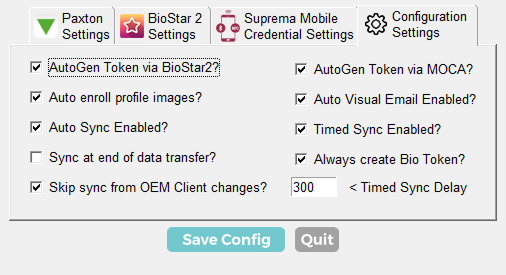 Paxton Settings
BioStar 2 Settings
Suprema Mobile Credential Settings
Configuration Settings
AutoGen Token via BioStar2?
AutoGen Token via MOCA?
Auto enroll profile images?
Auto Visual Email Enabled?
Auto Sync Enabled?
Timed Sync Enabled?
Sync at end of data transfer?
Always create Bio Token?
Skip sync from OEM Client changes?
300 < Timed Sync Delay
Save Config
Quit